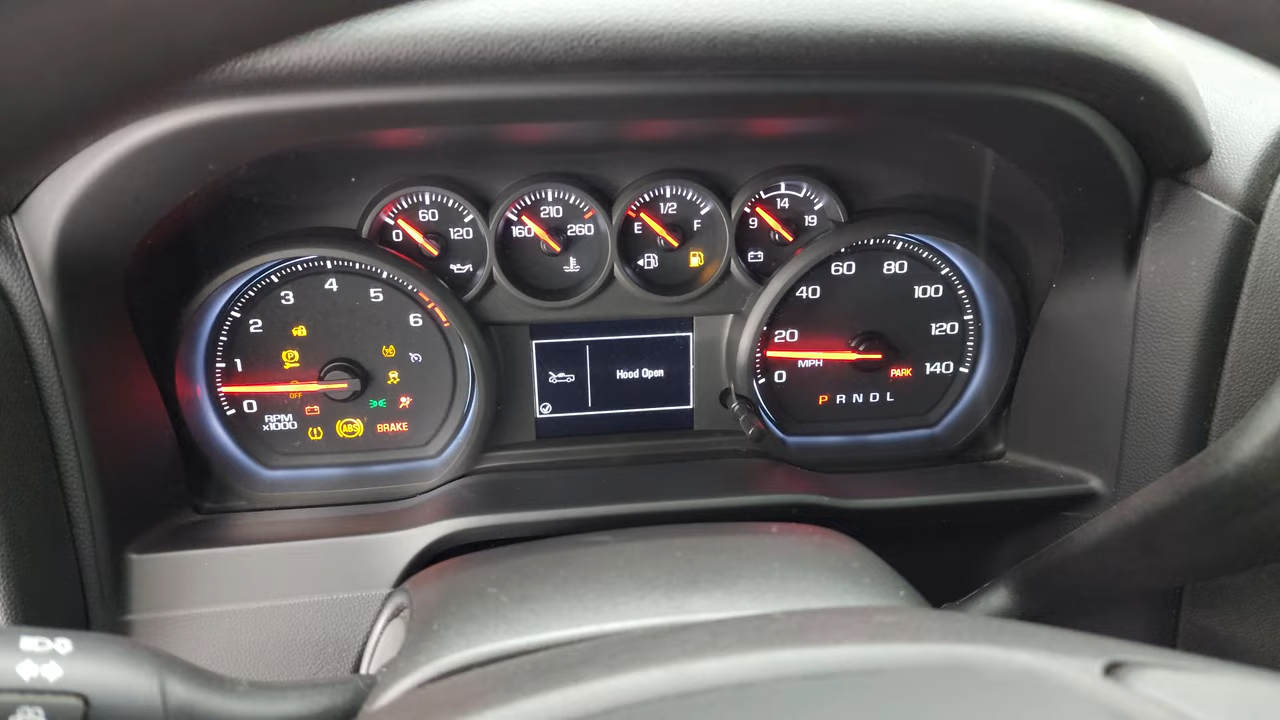 0 60 120
160 210 260
E 1/2 F
9 14 19
0 1 2 3 4 5 6
OFF
RPM
x1000
ABS
BRAKE
Hood Open
0 20 40 60 80 100 120 140
MPH
PARK
P R N D L